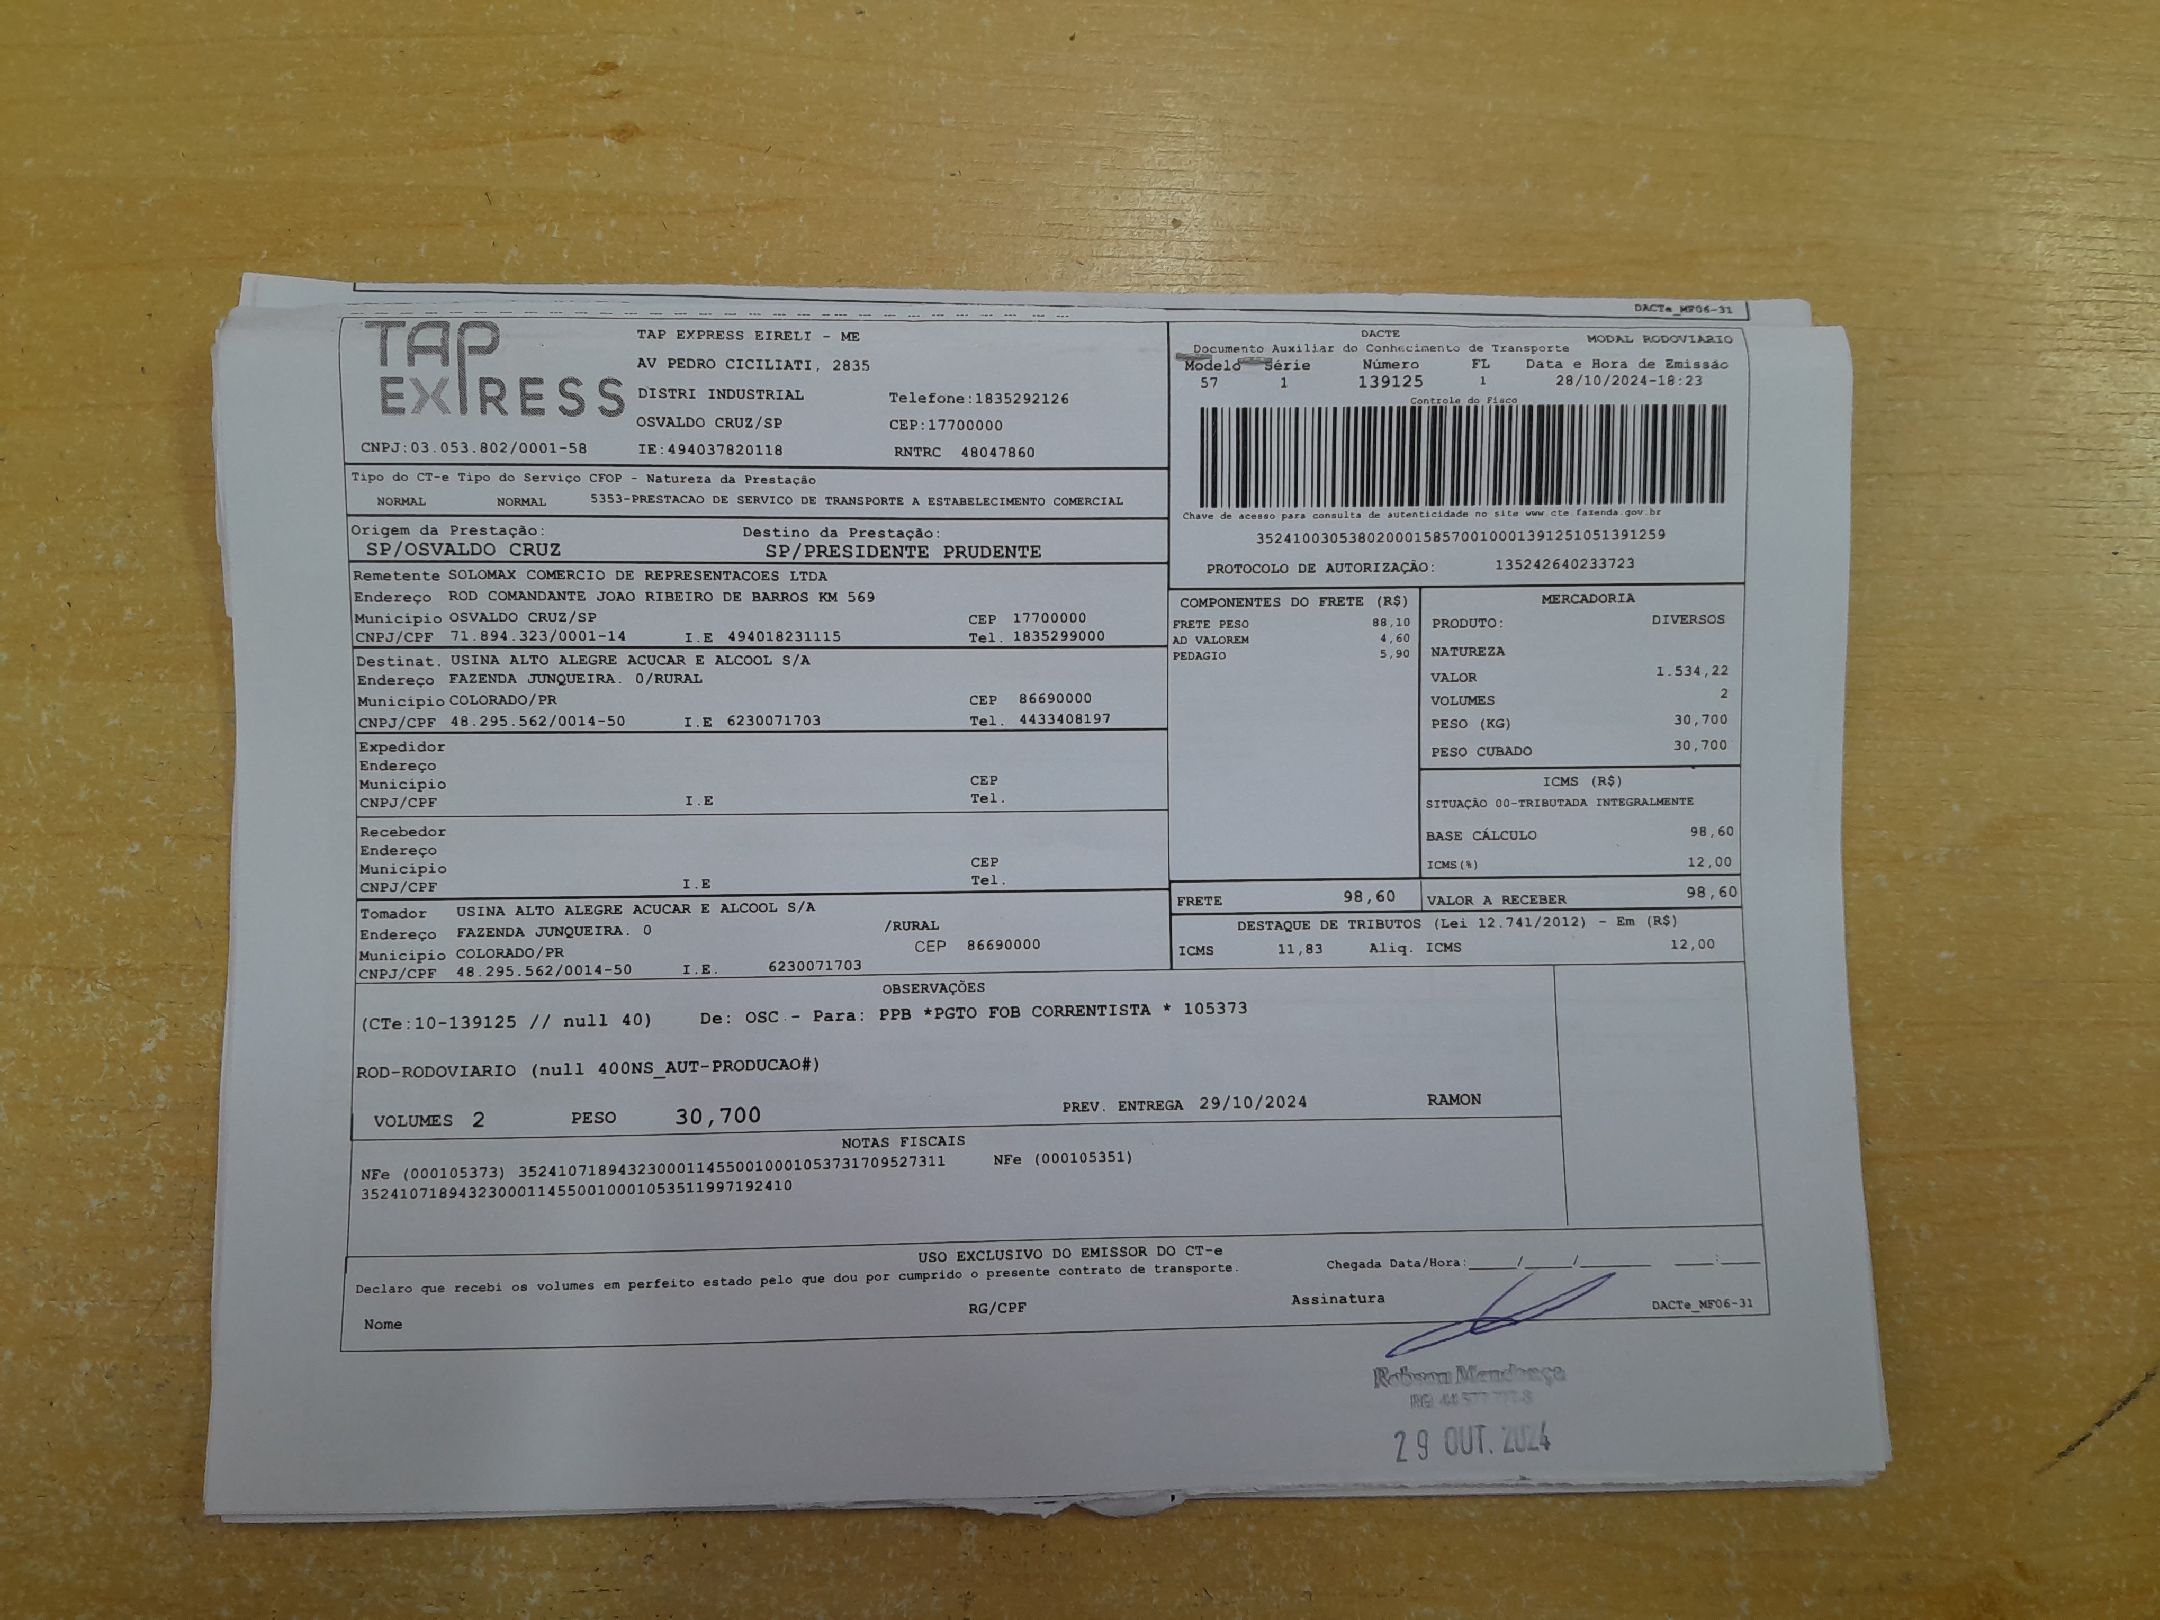 DACTe_MF06-31
TAP EXPRESS
TAP EXPRESS EIRELI - ME
AV PEDRO CICILIATI, 2835
DISTRI INDUSTRIAL Telefone:1835292126
OSVALDO CRUZ/SP CEP:17700000
CNPJ:03.053.802/0001-58 IE:494037820118 RNTRC 48047860
DACTE
Documento Auxiliar do Conhecimento de Transporte MODAL RODOVIARIO
Modelo Série Número FL Data e Hora de Emissão
57 1 139125 1 28/10/2024-18:23
Controle do Fisco
Chave de acesso para consulta de autenticidade no site www.cte fazenda.gov.br
35241003053802000158570010001391251051391259
PROTOCOLO DE AUTORIZAÇÃO: 135242640233723
Tipo do CT-e Tipo do Serviço CFOP - Natureza da Prestação
NORMAL NORMAL 5353-PRESTACAO DE SERVICO DE TRANSPORTE A ESTABELECIMENTO COMERCIAL
Origem da Prestação: Destino da Prestação:
SP/OSVALDO CRUZ SP/PRESIDENTE PRUDENTE
Remetente SOLOMAX COMERCIO DE REPRESENTACOES LTDA
Endereço ROD COMANDANTE JOAO RIBEIRO DE BARROS KM 569
Município OSVALDO CRUZ/SP CEP 17700000
CNPJ/CPF 71.894.323/0001-14 I.E 494018231115 Tel. 1835299000
Destinat. USINA ALTO ALEGRE ACUCAR E ALCOOL S/A
Endereço FAZENDA JUNQUEIRA. 0/RURAL
Município COLORADO/PR CEP 86690000
CNPJ/CPF 48.295.562/0014-50 I.E 6230071703 Tel. 4433408197
Expedidor
Endereço
Município CEP
CNPJ/CPF I.E Tel.
Recebedor
Endereço
Município CEP
CNPJ/CPF I.E Tel.
Tomador USINA ALTO ALEGRE ACUCAR E ALCOOL S/A
Endereço FAZENDA JUNQUEIRA. 0 /RURAL
Município COLORADO/PR CEP 86690000
CNPJ/CPF 48.295.562/0014-50 I.E. 6230071703
COMPONENTES DO FRETE (R$)
FRETE PESO 88,10
AD VALOREM 4,60
PEDAGIO 5,90
MERCADORIA
PRODUTO: DIVERSOS
NATUREZA
VALOR 1.534,22
VOLUMES 2
PESO (KG) 30,700
PESO CUBADO 30,700
ICMS (R$)
SITUAÇÃO 00-TRIBUTADA INTEGRALMENTE
BASE CÁLCULO 98,60
ICMS(%) 12,00
FRETE 98,60 VALOR A RECEBER 98,60
DESTAQUE DE TRIBUTOS (Lei 12.741/2012) - Em (R$)
ICMS 11,83 Aliq. ICMS 12,00
OBSERVAÇÕES
(CTe:10-139125 // null 40) De: OSC - Para: PPB *PGTO FOB CORRENTISTA * 105373
ROD-RODOVIARIO (null 400NS_AUT-PRODUCAO#)
VOLUMES 2 PESO 30,700 PREV. ENTREGA 29/10/2024 RAMON
NOTAS FISCAIS
NFe (000105373) 35241071894323000114550010001053731709527311 NFe (000105351)
35241071894323000114550010001053511997192410
USO EXCLUSIVO DO EMISSOR DO CT-e
Declaro que recebi os volumes em perfeito estado pelo que dou por cumprido o presente contrato de transporte. Chegada Data/Hora:____/____/______ ____:____
Nome RG/CPF Assinatura DACTe_MF06-31
Robson Mendonça
29 OUT. 2024